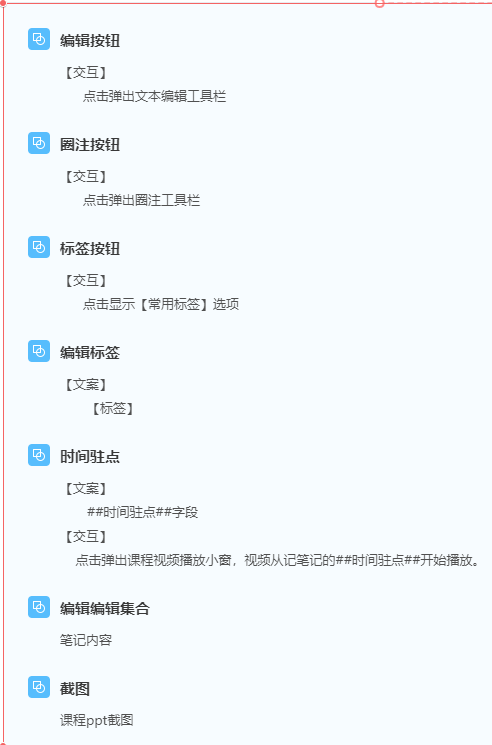 编辑按钮
【交互】
点击弹出文本编辑工具栏
圈注按钮
【交互】
点击弹出圈注工具栏
标签按钮
【交互】
点击显示【常用标签】选项
编辑标签
【文案】
【标签】
时间驻点
【文案】
##时间驻点##字段
【交互】
点击弹出课程视频播放小窗，视频从记笔记的##时间驻点##开始播放。
编辑编辑集合
笔记内容
截图
课程ppt截图